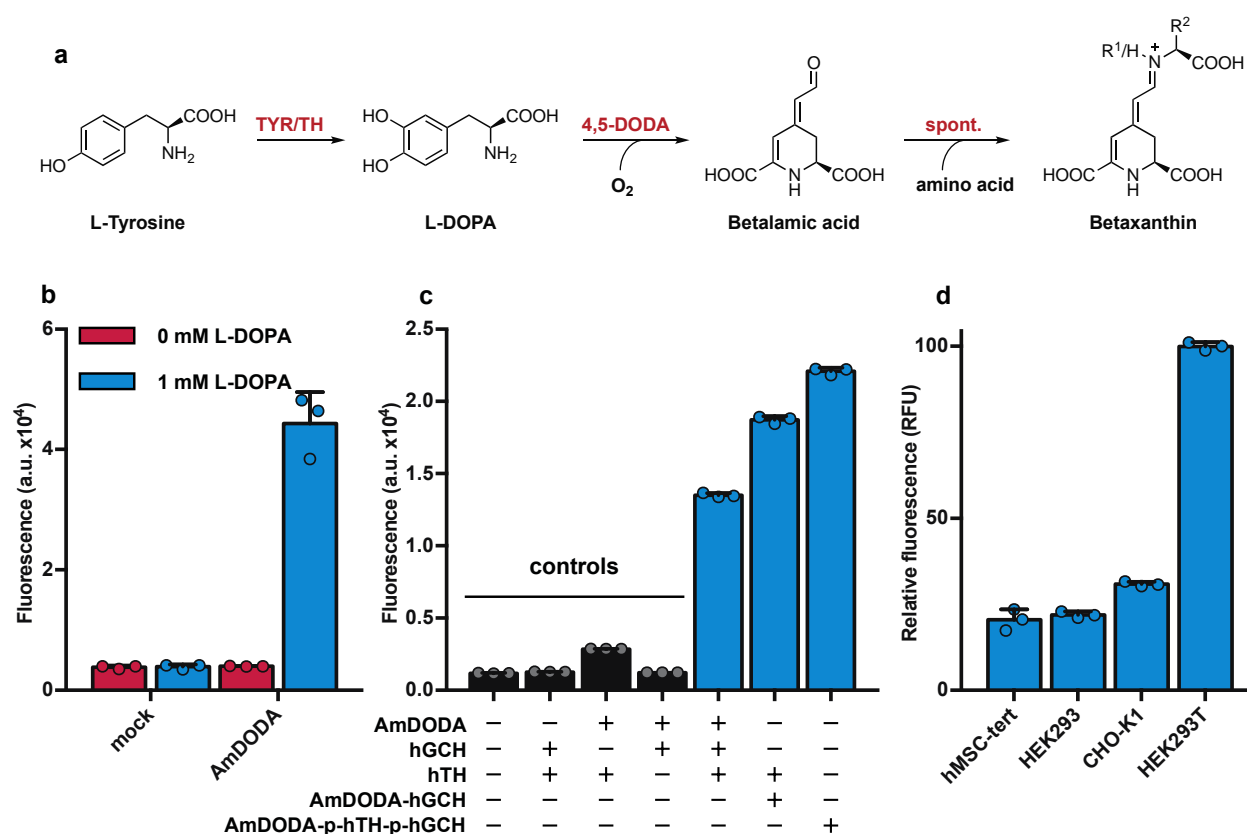 a
L-Tyrosine
HO
COOH
NH2
TYR/TH
HO
HO
COOH
NH2
L-DOPA
4,5-DODA
O2
O
HOOC
N
H
COOH
Betalamic acid
spont.
amino acid
R1/H
N
+
R2
COOH
HOOC
N
H
COOH
Betaxanthin
b
Fluorescence (a.u. x10⁴)
6
4
2
0
0 mM L-DOPA
1 mM L-DOPA
mock
AmDODA
c
Fluorescence (a.u. x10⁴)
2.5
2.0
1.5
1.0
0.5
0.0
controls
AmDODA – – + + + – –
hGCH – + – + + – –
hTH – + + – + + –
AmDODA-hGCH – – – – – + –
AmDODA-p-hTH-p-hGCH – – – – – – +
d
Relative fluorescence (RFU)
100
50
0
hMSC-tert
HEK293
CHO-K1
HEK293T